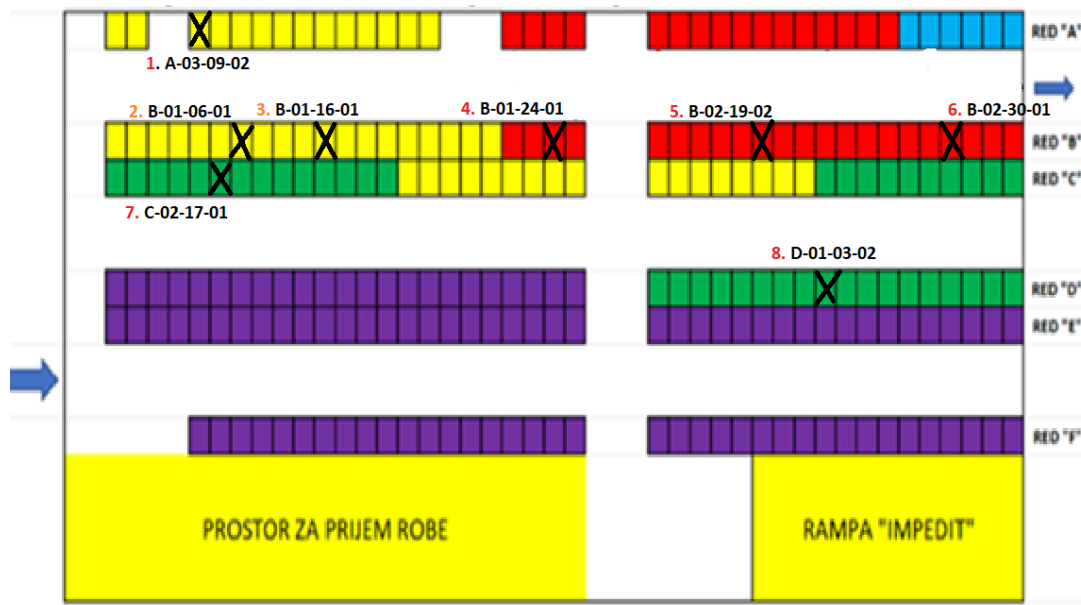 RED "A"
1. A-03-09-02
2. B-01-06-01
3. B-01-16-01
4. B-01-24-01
5. B-02-19-02
6. B-02-30-01
RED "B"
RED "C"
7. C-02-17-01
8. D-01-03-02
RED "D"
RED "E"
RED "F"
PROSTOR ZA PRIJEM ROBE
RAMPA "IMPEDIT"